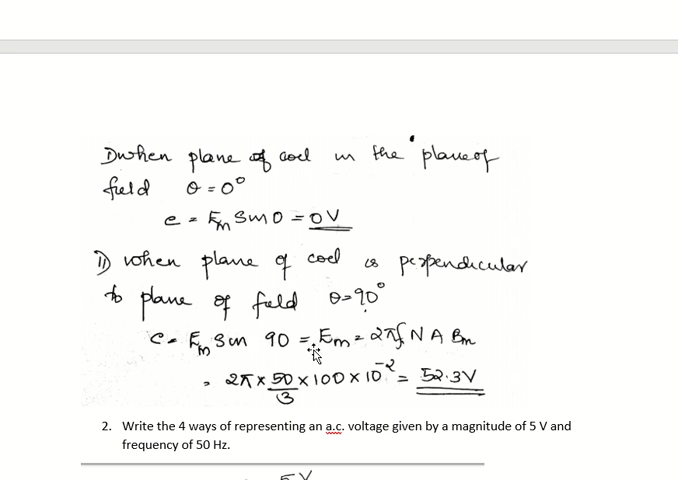 I) when plane of coel in the plane of
field θ = 0°
e = Em Sin 0 = 0 V
II) when plane of coel is perpendicular
to plane of field θ = 90°
e = Em Sin 90 = Em = 2πf N A Bm
= 2π × 50/3 × 100 × 10⁻² = 52.3V
2. Write the 4 ways of representing an a.c. voltage given by a magnitude of 5 V and
frequency of 50 Hz.
5V